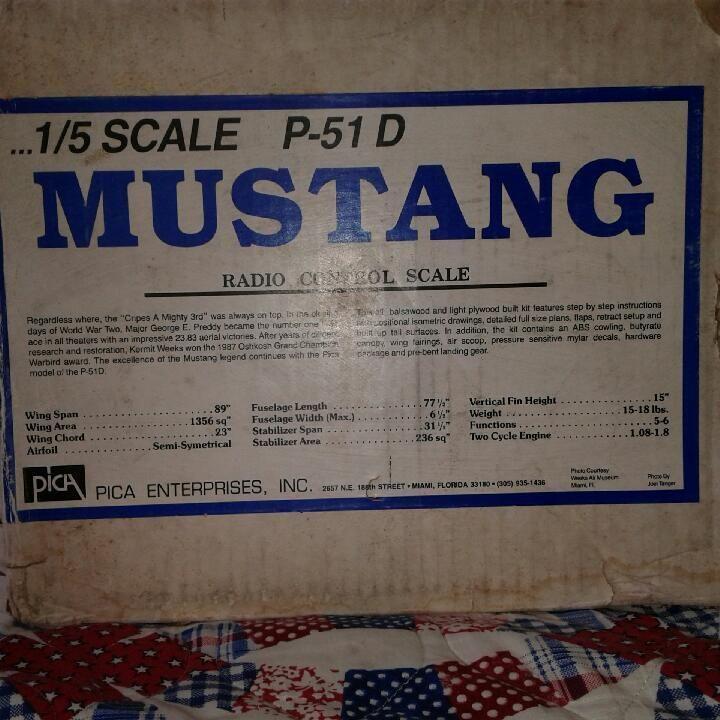 ...1/5 SCALE P-51 D
MUSTANG
RADIO CONTROL SCALE
Regardless where, the "Cripes A Mighty 3rd" was always on top. In the
days of World War Two, Major George E. Preddy became the number one
ace in all theaters with an impressive 23.83 aerial victories. After years of
research and restoration, Kermit Weeks won the 1987 Oshkosh Grand Champion
Warbird award. The excellence of the Mustang legend continues with the Pica
model of the P-51D.
balsawood and light plywood built kit features step by step instructions
with positional isometric drawings, detailed full size plans, flaps, retract setup and
built up tail surfaces. In addition, the kit contains an ABS cowling, butyrate
canopy, wing fairings, air scoop, pressure sensitive mylar decals, hardware
package and pre-bent landing gear.
Wing Span . . . . . . . . . . . . . . . . . . 89"
Wing Area . . . . . . . . . . . . . . . 1356 sq"
Wing Chord . . . . . . . . . . . . . . . . . 23"
Airfoil . . . . . . . . . . . Semi-Symetrical
Fuselage Length . . . . . . . . . . . . . 77 1/2"
Fuselage Width (Max.) . . . . . . . . . . 6 1/2"
Stabilizer Span . . . . . . . . . . . . . . 31 1/2"
Stabilizer Area . . . . . . . . . . . . . 236 sq"
Vertical Fin Height . . . . . . . . . . . . . 15"
Weight . . . . . . . . . . . . . . . . . 15-18 lbs.
Functions . . . . . . . . . . . . . . . . . . . 5-6
Two Cycle Engine . . . . . . . . . . 1.08-1.8
pica PICA ENTERPRISES, INC. 2657 N.E. 188th STREET • MIAMI, FLORIDA 33180 • (305) 935-1436
Photo Courtesy
Weeks Air Museum
Miami, FL
Photo by
Joel Tanger